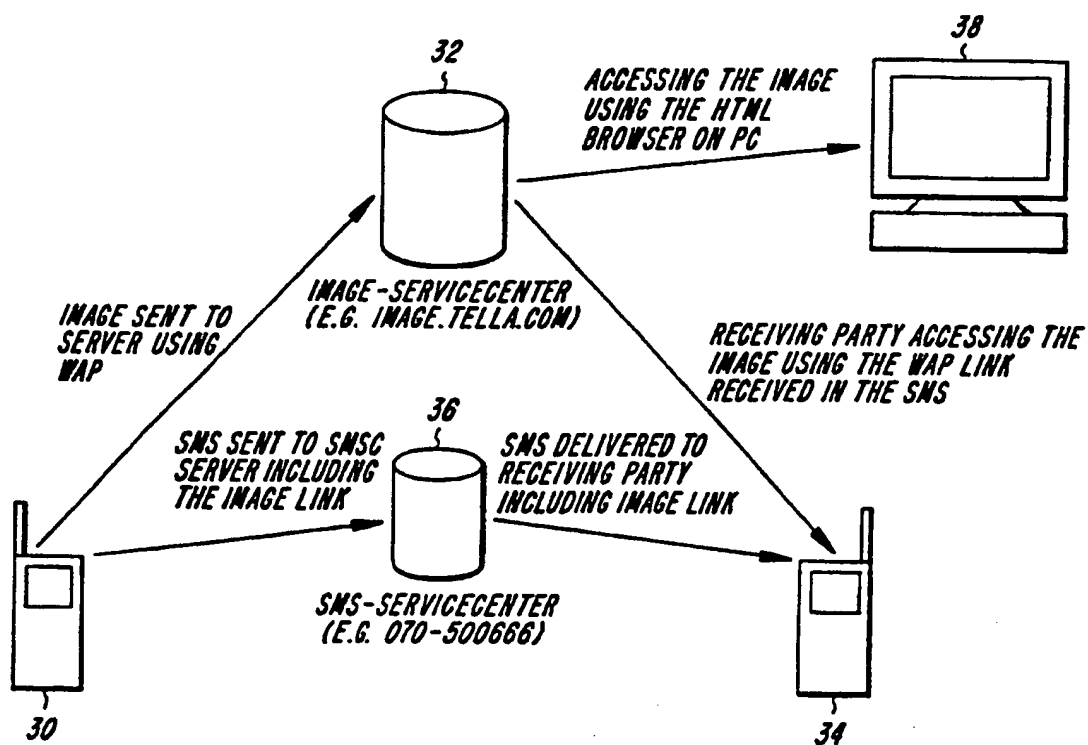 32
38
ACCESSING THE IMAGE
USING THE HTML
BROWSER ON PC
IMAGE-SERVICECENTER
(E.G. IMAGE.TELLA.COM)
IMAGE SENT TO
SERVER USING
WAP
RECEIVING PARTY ACCESSING THE
IMAGE USING THE WAP LINK
RECEIVED IN THE SMS
36
SMS SENT TO SMSC
SERVER INCLUDING
THE IMAGE LINK
SMS DELIVERED TO
RECEIVING PARTY
INCLUDING IMAGE LINK
SMS-SERVICECENTER
(E.G. 070-500666)
30
34